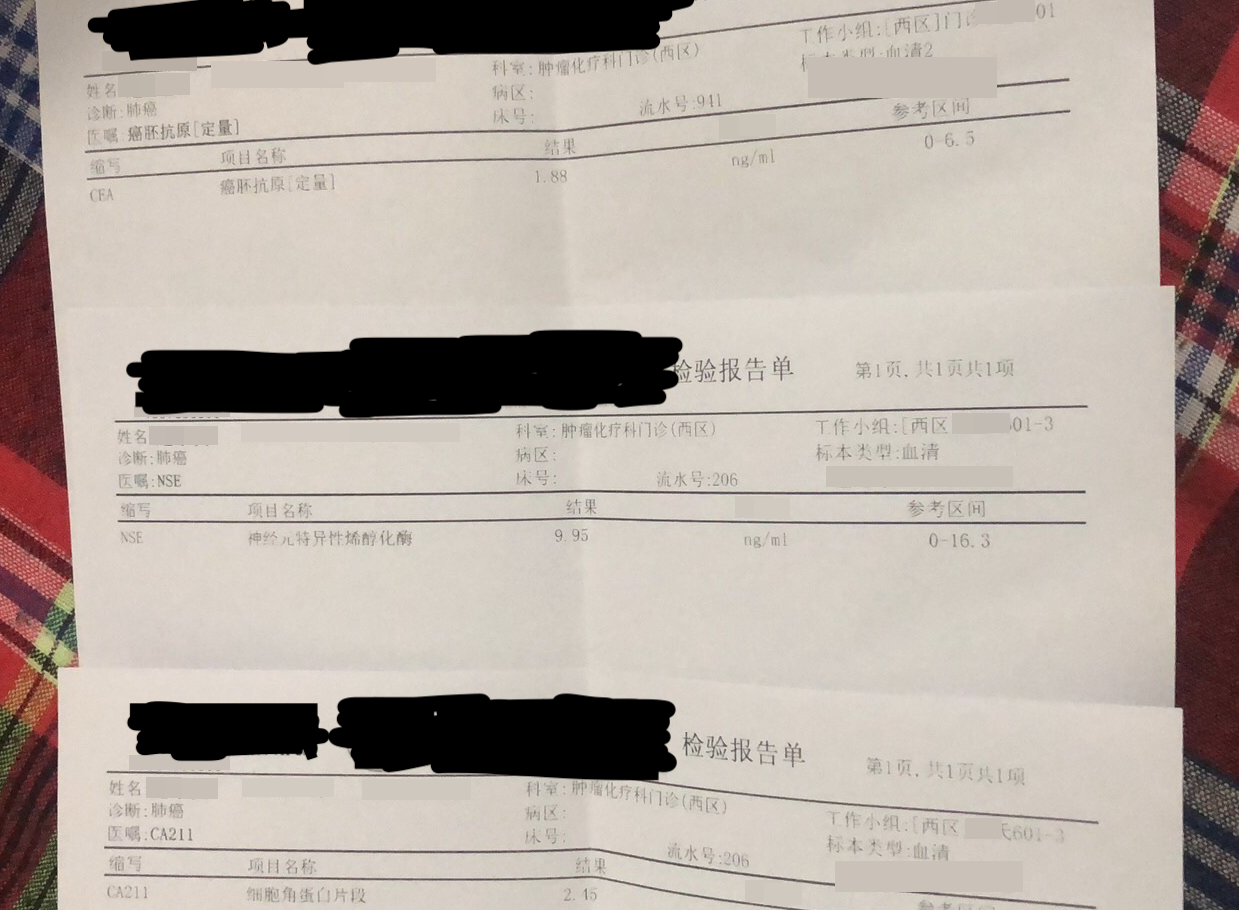 工作小组:[西区]门 01
科室:肿瘤化疗科门诊(西区) 标本类型:血清2
姓名
病区:
诊断:肺癌
床号: 流水号:941
医嘱:癌胚抗原[定量]
缩写 项目名称 结果 参考区间
CEA 癌胚抗原[定量] 1.88 ng/ml 0-6.5
检验报告单 第1页,共1页共1项
姓名 科室:肿瘤化疗科门诊(西区) 工作小组:[西区 01-3
诊断:肺癌 病区: 标本类型:血清
医嘱:NSE 床号: 流水号:206
缩写 项目名称 结果 参考区间
NSE 神经元特异性烯醇化酶 9.95 ng/ml 0-16.3
检验报告单 第1页,共1页共1项
姓名 科室:肿瘤化疗科门诊(西区) 工作小组:[西区 601-3
诊断:肺癌 病区: 标本类型:血清
医嘱:CA211 床号: 流水号:206
缩写 项目名称 结果 参考区间
CA211 细胞角蛋白片段 2.45